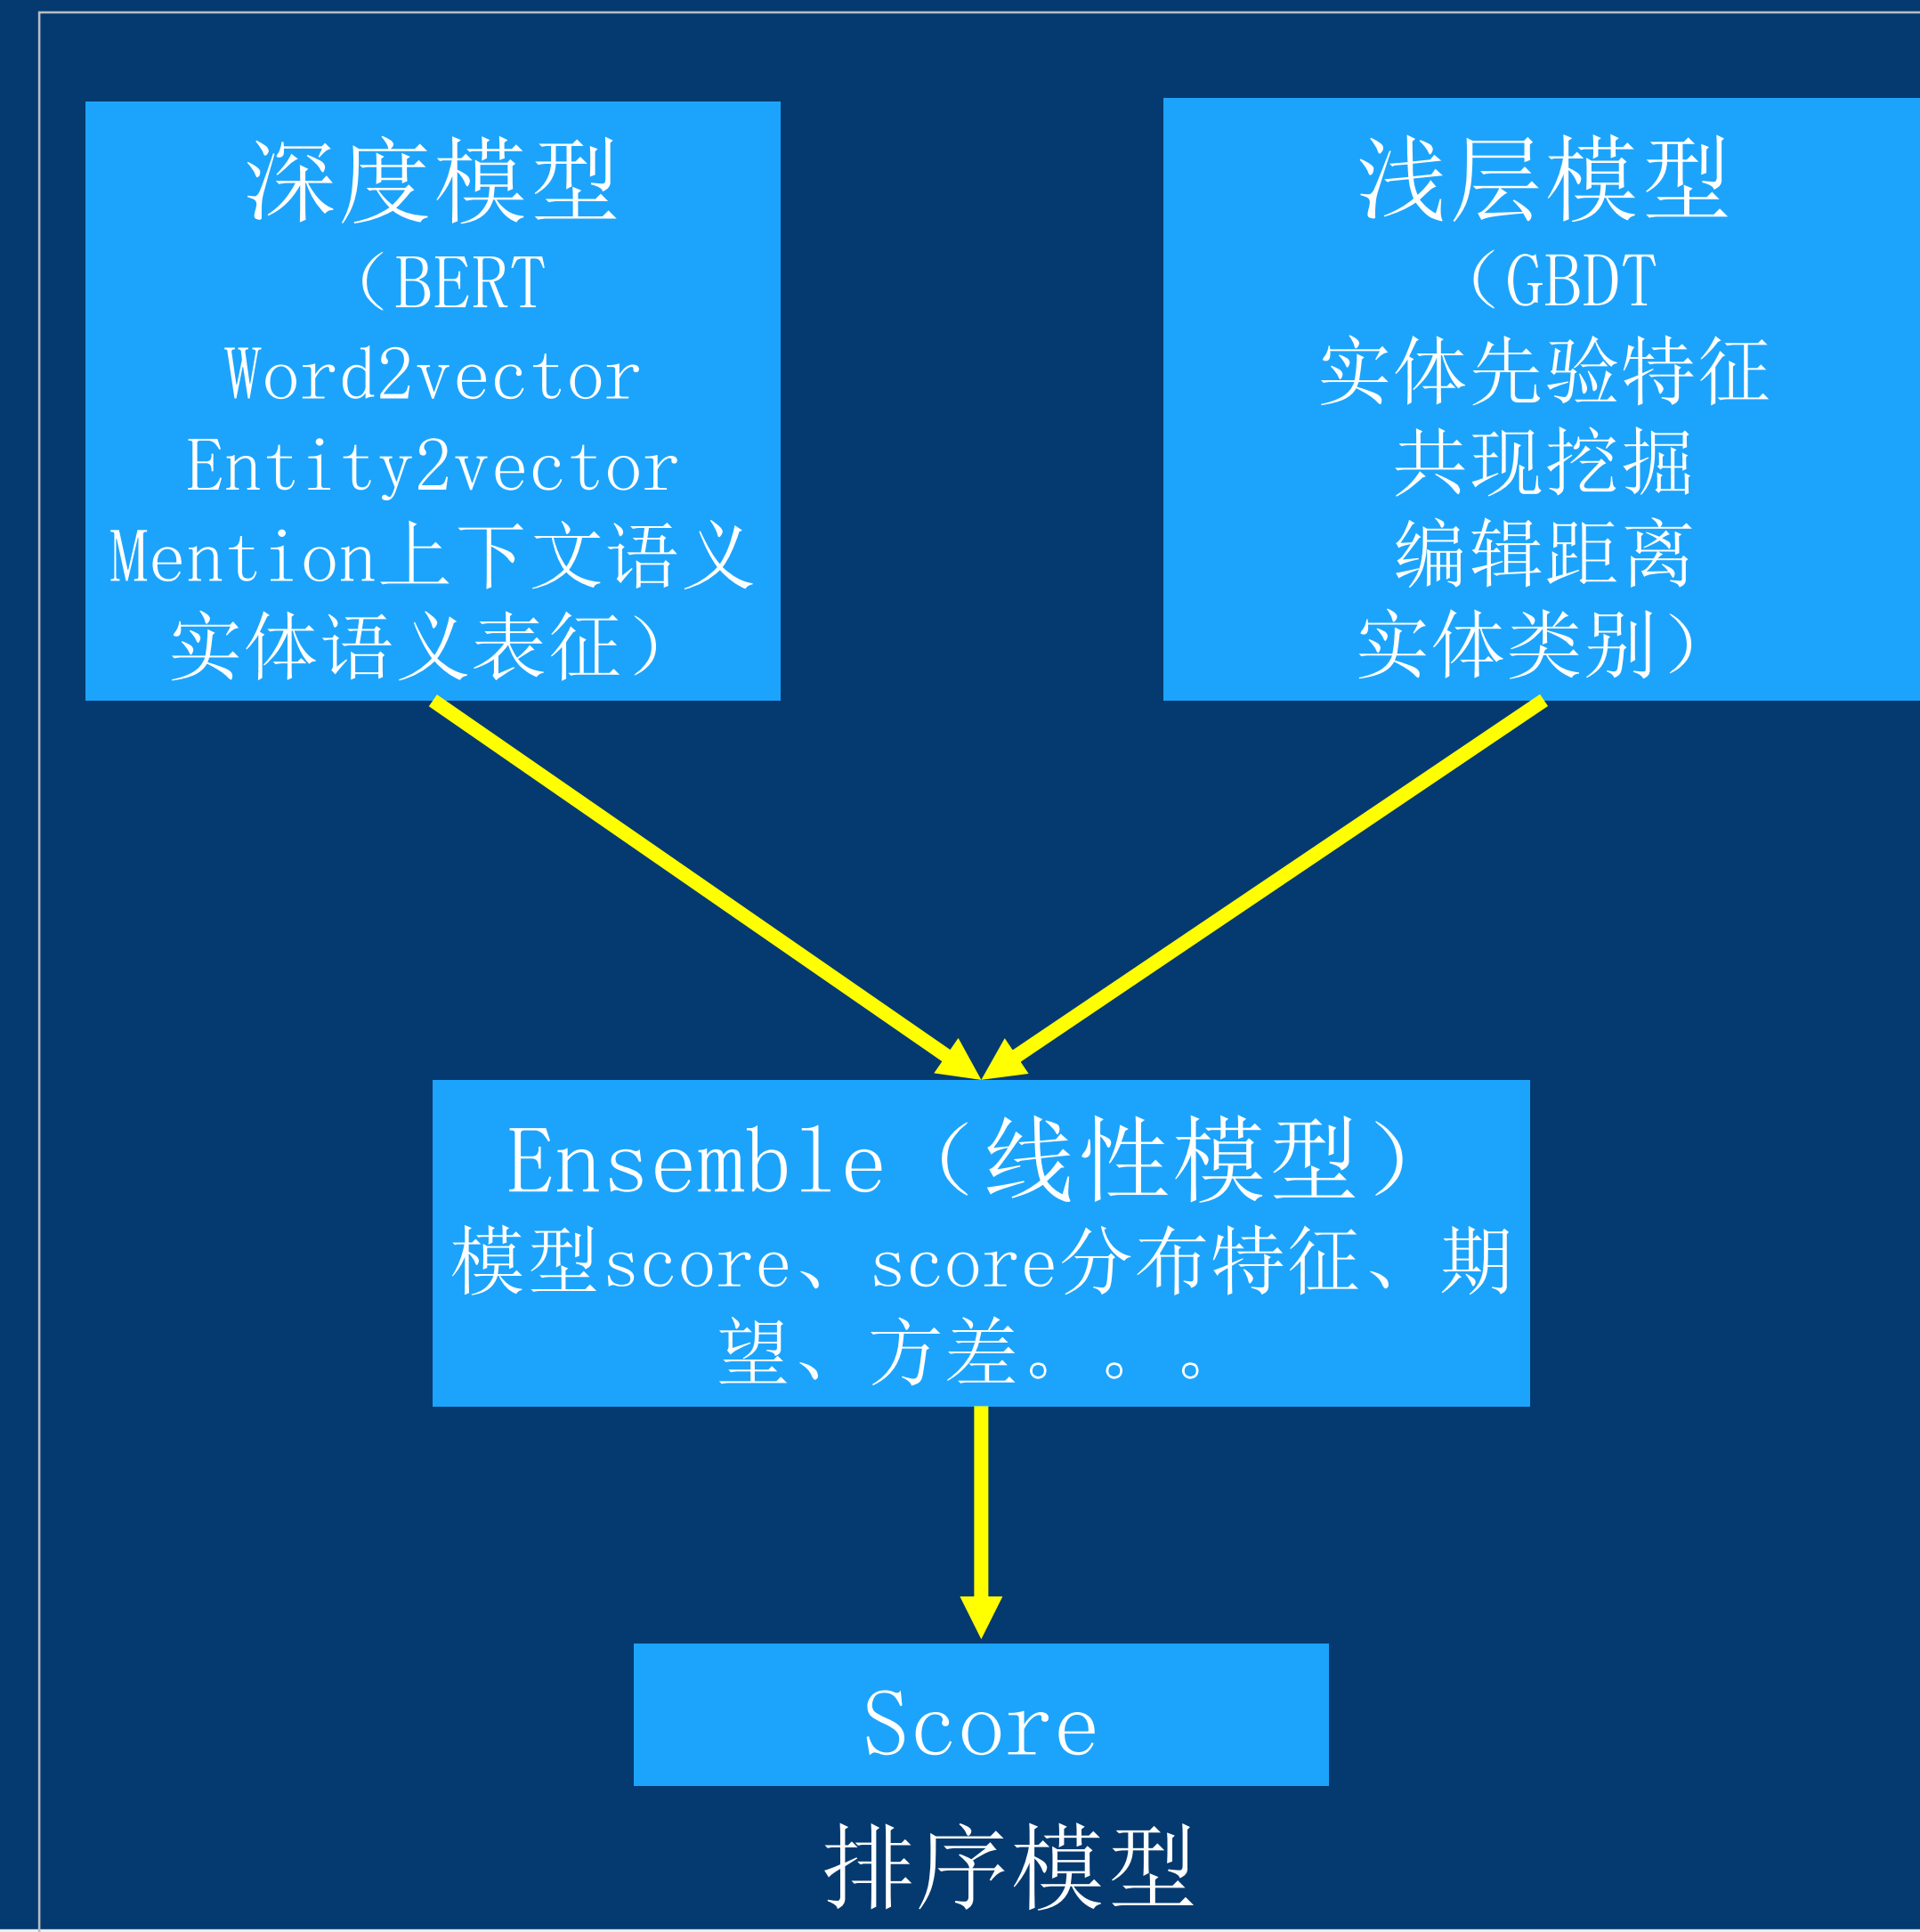 深度模型
（BERT
Word2vector
Entity2vector
Mention上下文语义
实体语义表征）
浅层模型
（GBDT
实体先验特征
共现挖掘
编辑距离
实体类别）
Ensemble（线性模型）
模型score、score分布特征、期
望、方差。。。
Score
排序模型